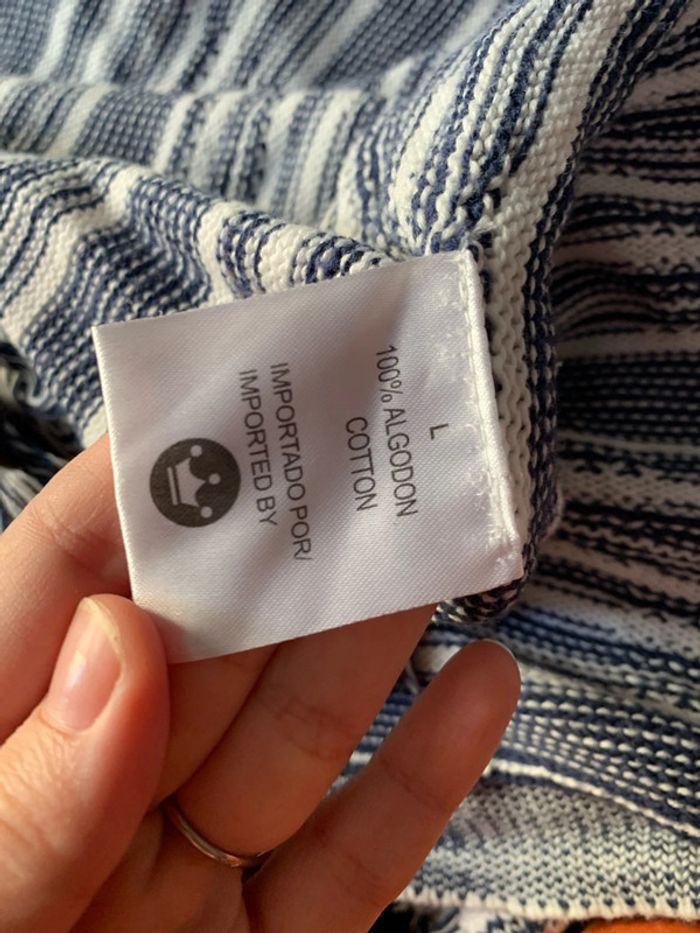 L
100% ALGODON
COTTON
IMPORTADO POR/
IMPORTED BY